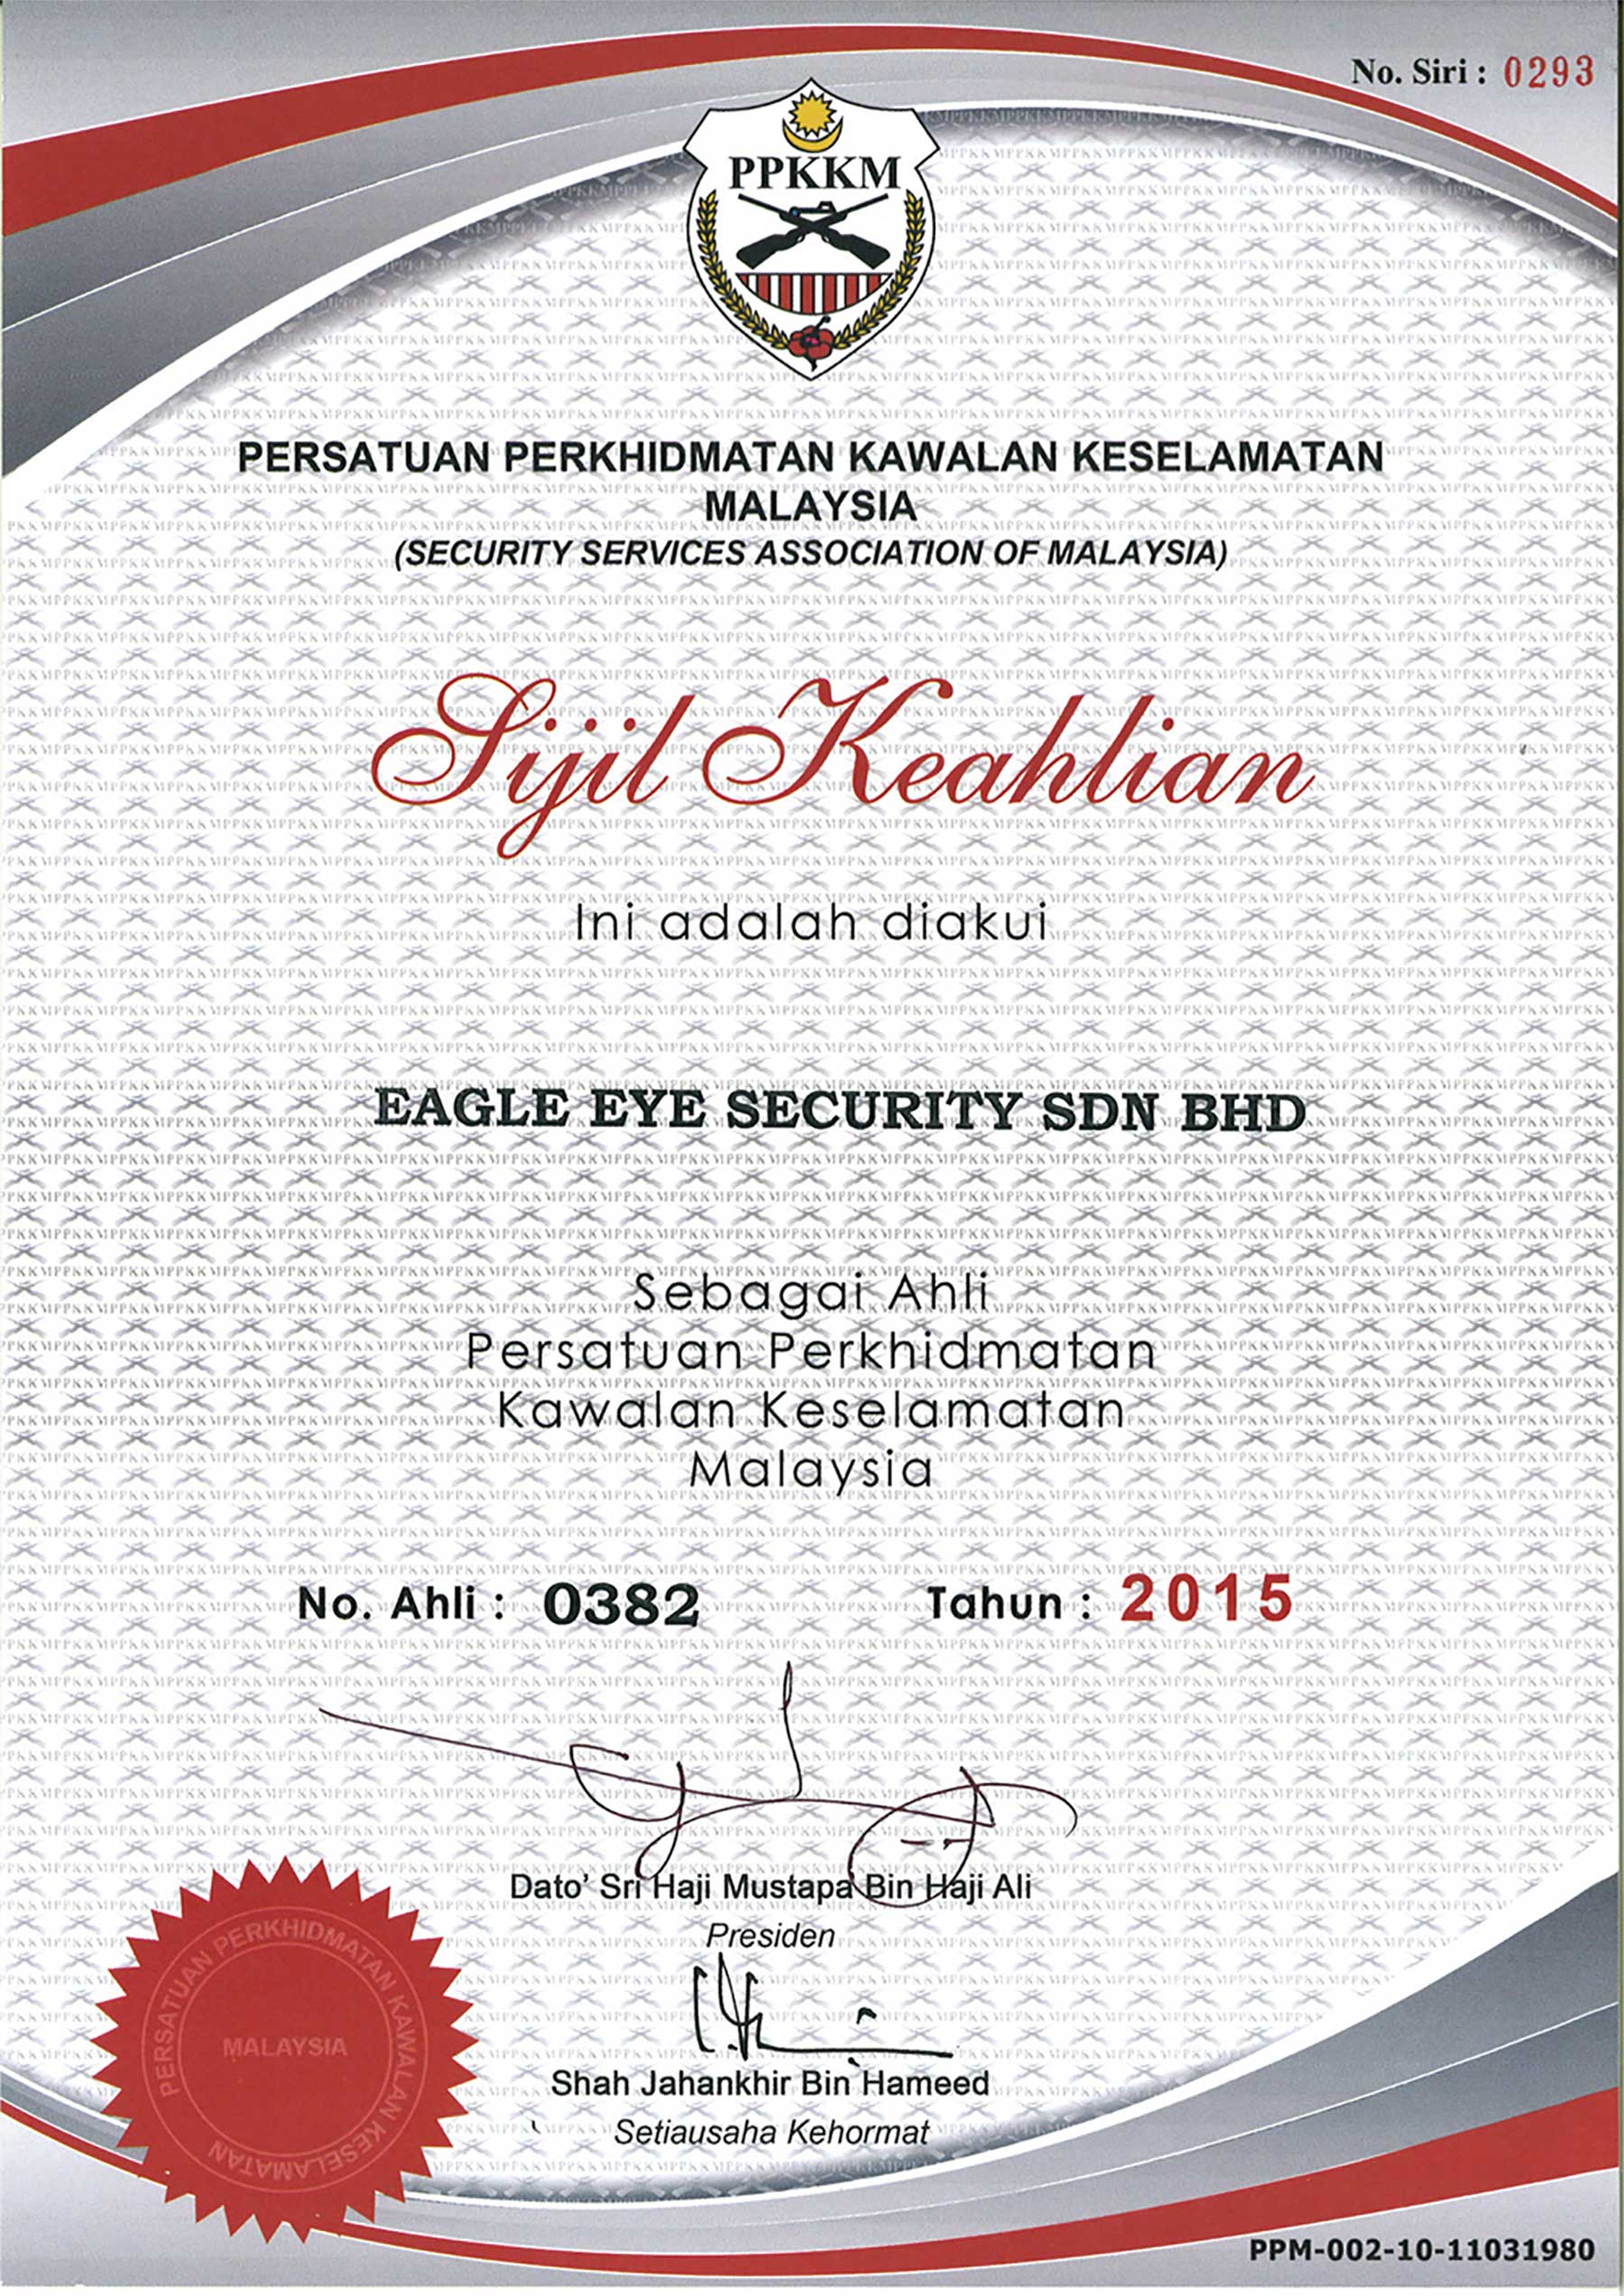 No. Siri : 0293
PPKKM
PERSATUAN PERKHIDMATAN KAWALAN KESELAMATAN
MALAYSIA
(SECURITY SERVICES ASSOCIATION OF MALAYSIA)
Sijil Keahlian
Ini adalah diakui
EAGLE EYE SECURITY SDN BHD
Sebagai Ahli
Persatuan Perkhidmatan
Kawalan Keselamatan
Malaysia
No. Ahli : 0382 Tahun : 2015
Dato' Sri Haji Mustapa Bin Haji Ali
Presiden
Shah Jahankhir Bin Hameed
Setiausaha Kehormat
PERSATUAN PERKHIDMATAN KAWALAN KESELAMATAN
MALAYSIA
PPM-002-10-11031980